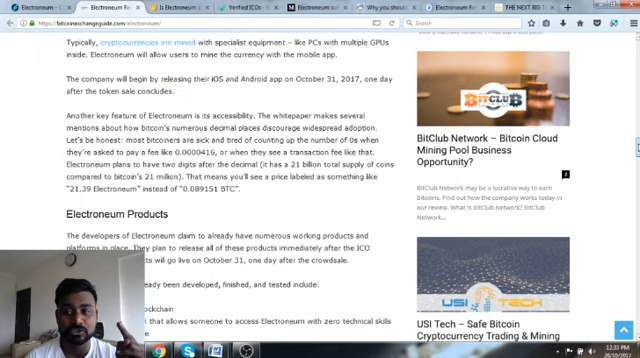 Electroneum -
Electroneum Re
b Electroneum
Verified ICOs -
Electroneum sol
Why you should
Electroneum R
THE NEXT BIG T
https://bitcoinexchangeguide.com/electroneum/
Search
Typically, cryptocurrencies are mined with specialist equipment – like PCs with multiple GPUs
inside. Electroneum will allow users to mine the currency with the mobile app.
The company will begin by releasing their iOS and Android app on October 31, 2017, one day
after the token sale concludes.
Another key feature of Electroneum is its accessibility. The whitepaper makes several
mentions about how bitcoin's numerous decimal places discourage widespread adoption.
Let's be honest: most bitcoiners are sick and tired of counting up the number of 0s when
they're asked to pay a fee like 0.0000416, or when they see a transaction fee like that.
Electroneum plans to have two digits after the decimal (it has a 21 billion total supply of coins
compared to bitcoin's 21 million). That means you'll see a price labeled as something like
"21.39 Electroneum" instead of "0.089151 BTC".
Electroneum Products
The developers of Electroneum claim to already have numerous working products and
platforms in place. They plan to release all of these products immediately after the ICO
cts will go live on October 31, one day after the crowdsale.
eady been developed, finished, and tested include:
ockchain
t that allows someone to access Electroneum with zero technical skills
BITCLUB
BitClub Network – Bitcoin Cloud
Mining Pool Business
Opportunity?
2
BitClub Network may be a lucrative way to earn
bitcoins. Find out how the company works today in
our review. What is BitClub Network? BitClub
Network...
USI TECH
USI Tech – Safe Bitcoin
Cryptocurrency Trading & Mining
12:03 PM